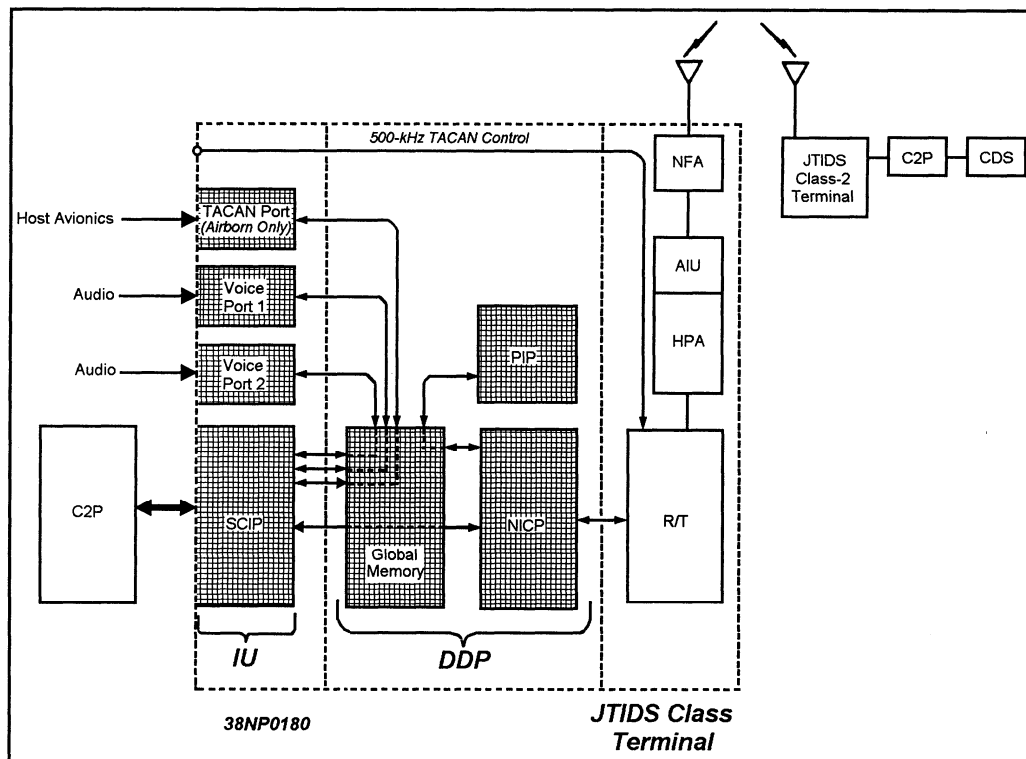 500-kHz TACAN Control
NFA
JTIDS
Class-2
Terminal
C2P
CDS
Host Avionics
TACAN Port
(Airborn Only)
AIU
Audio
Voice
Port 1
HPA
PIP
Audio
Voice
Port 2
C2P
SCIP
Global
Memory
NICP
R/T
IU
DDP
38NP0180
JTIDS Class
Terminal